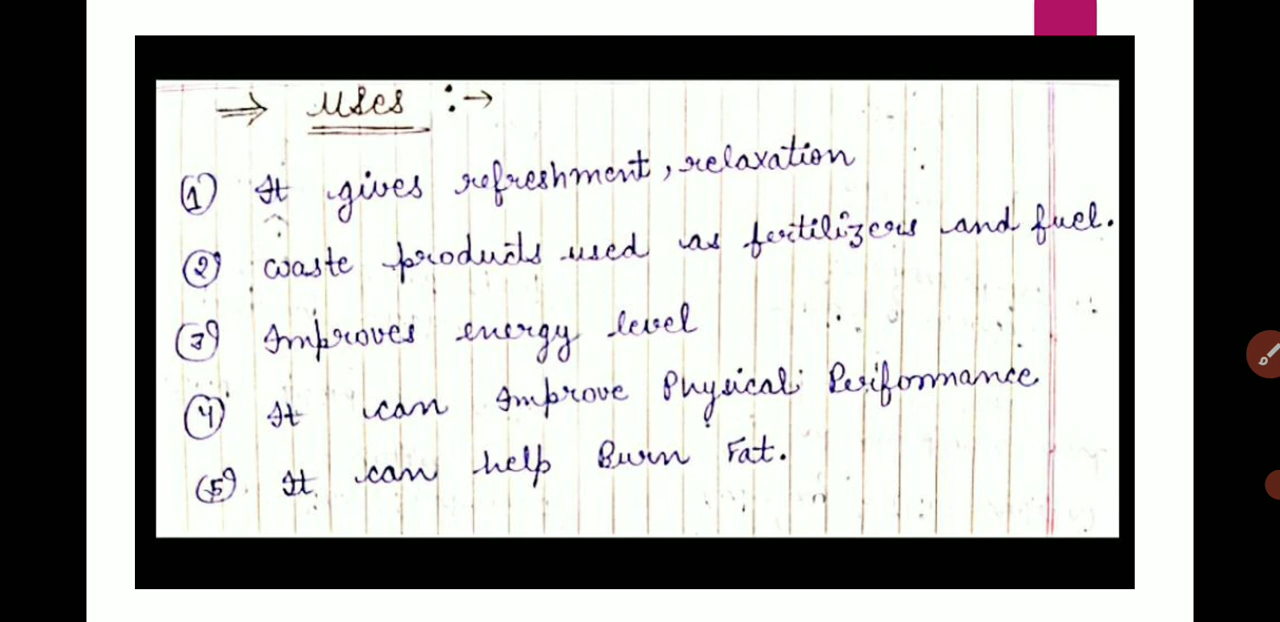 ⇒ uses :→
(1) It gives refreshment, relaxation
(2) waste products used as fertilizers and fuel.
(3) Improves energy level
(4) It can Improve Physical Performance
(5) It can help Burn Fat.